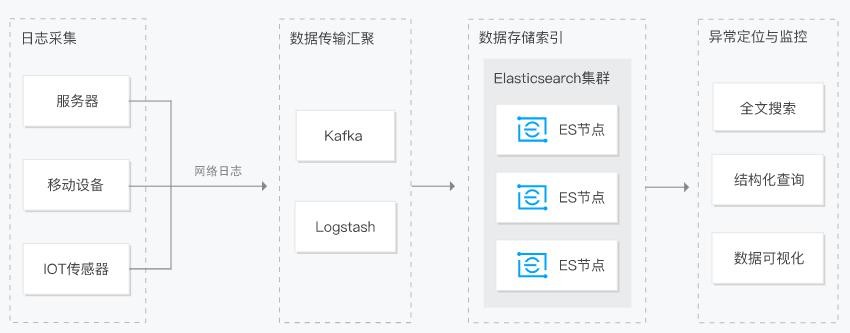 日志采集
服务器
移动设备
IOT传感器
网络日志
数据传输汇聚
Kafka
Logstash
数据存储索引
Elasticsearch集群
ES节点
ES节点
ES节点
异常定位与监控
全文搜索
结构化查询
数据可视化